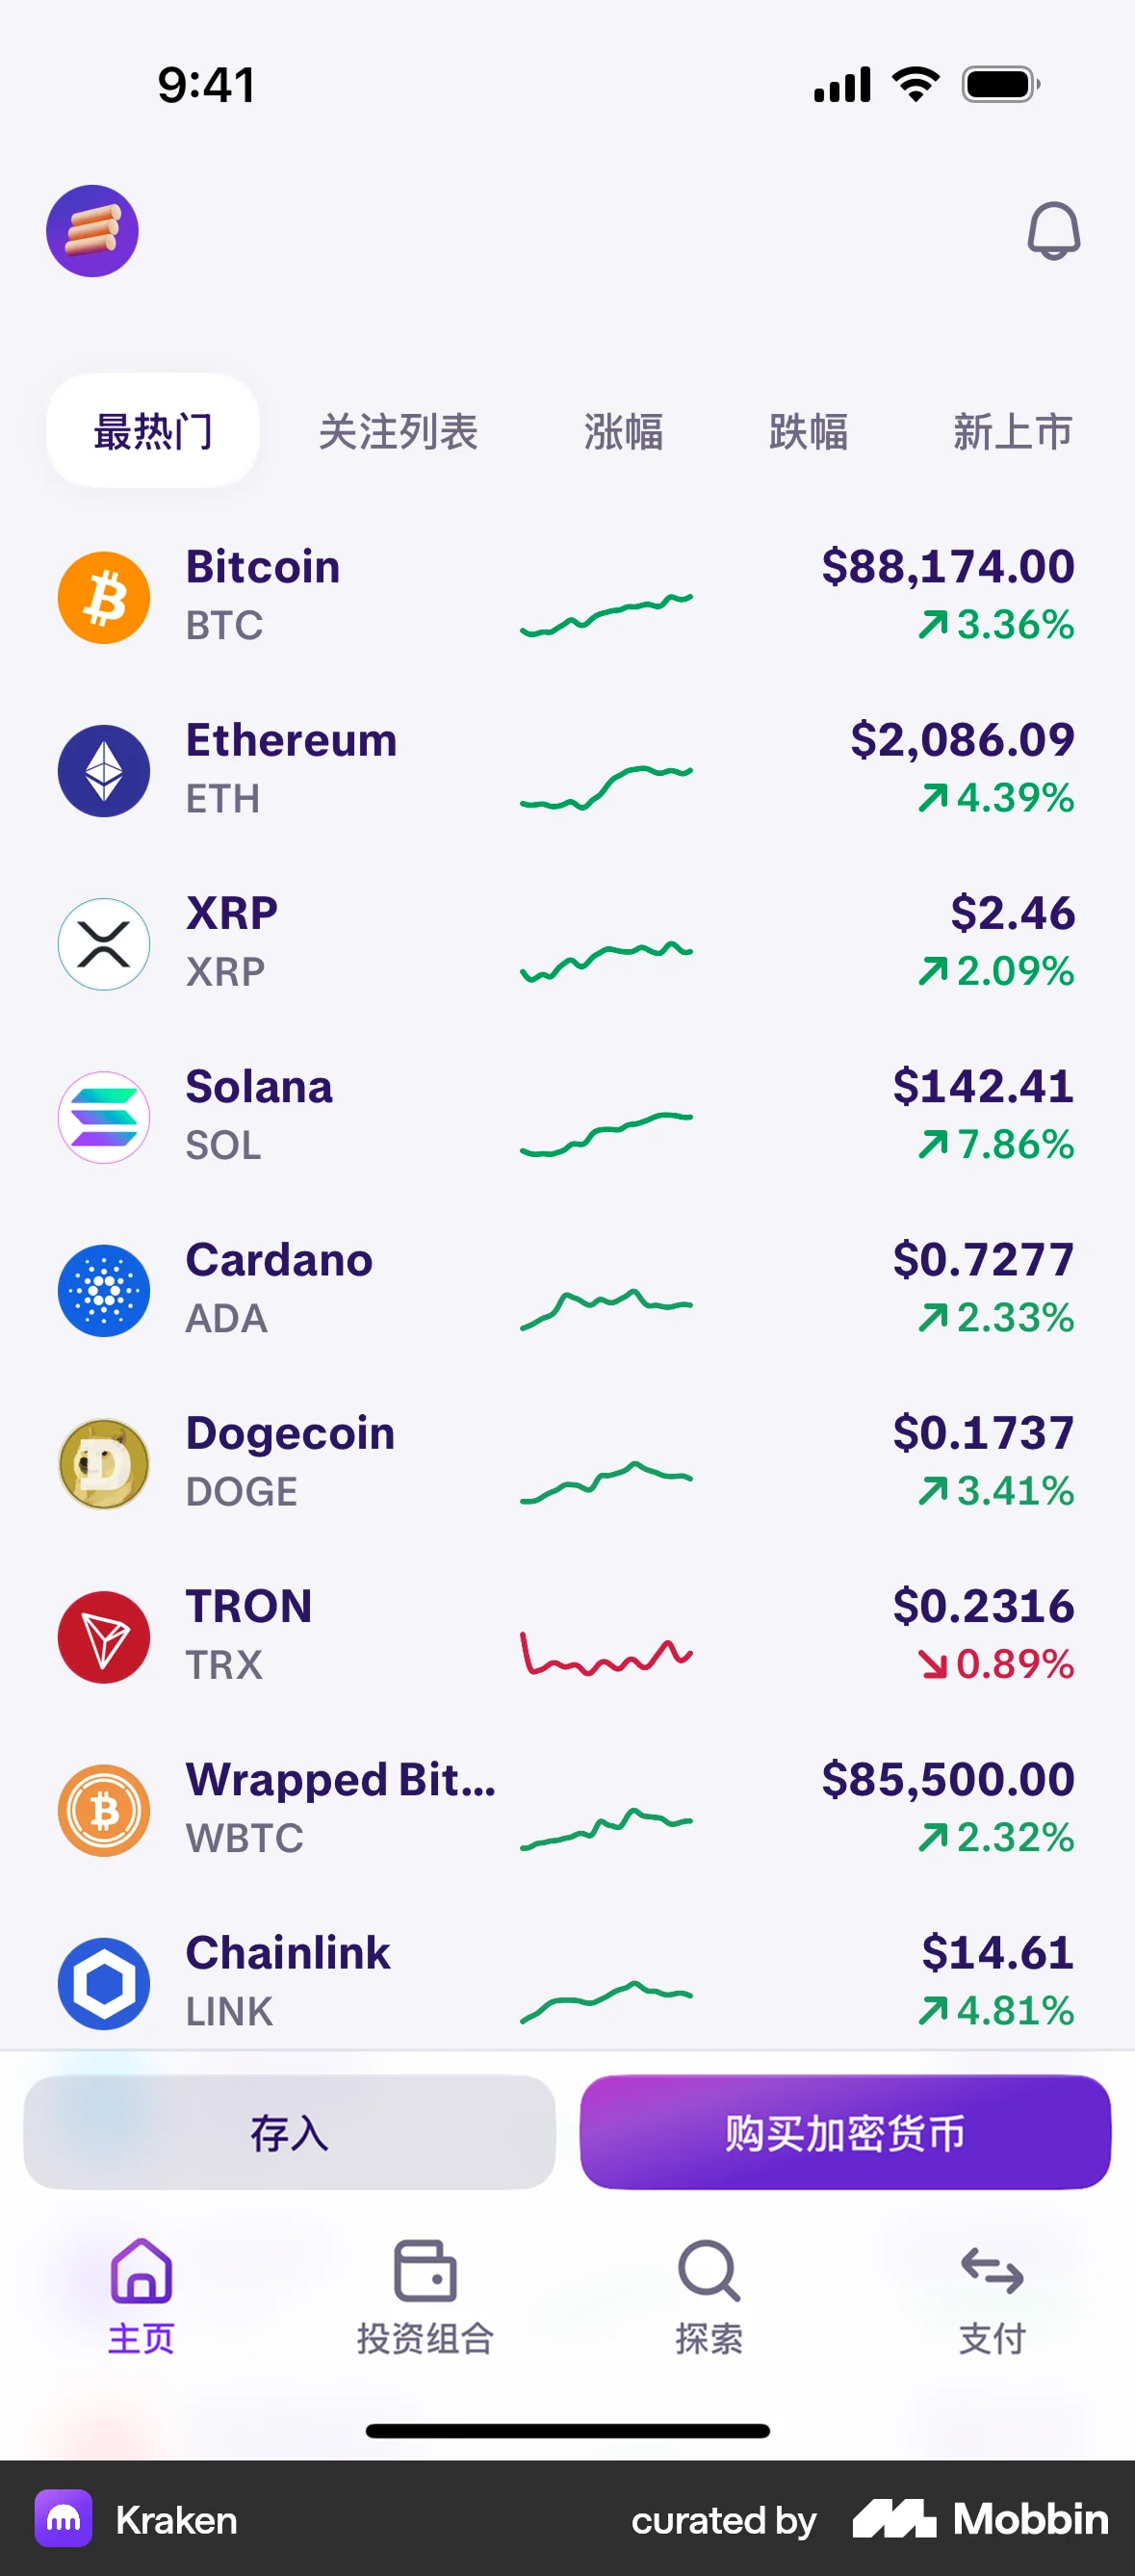 9:41
最热门 关注列表 涨幅 跌幅 新上市
Bitcoin $88,174.00
BTC 3.36%
Ethereum $2,086.09
ETH 4.39%
XRP $2.46
XRP 2.09%
Solana $142.41
SOL 7.86%
Cardano $0.7277
ADA 2.33%
Dogecoin $0.1737
DOGE 3.41%
TRON $0.2316
TRX 0.89%
Wrapped Bit... $85,500.00
WBTC 2.32%
Chainlink $14.61
LINK 4.81%
存入 购买加密货币
主页 投资组合 探索 支付
Kraken curated by Mobbin